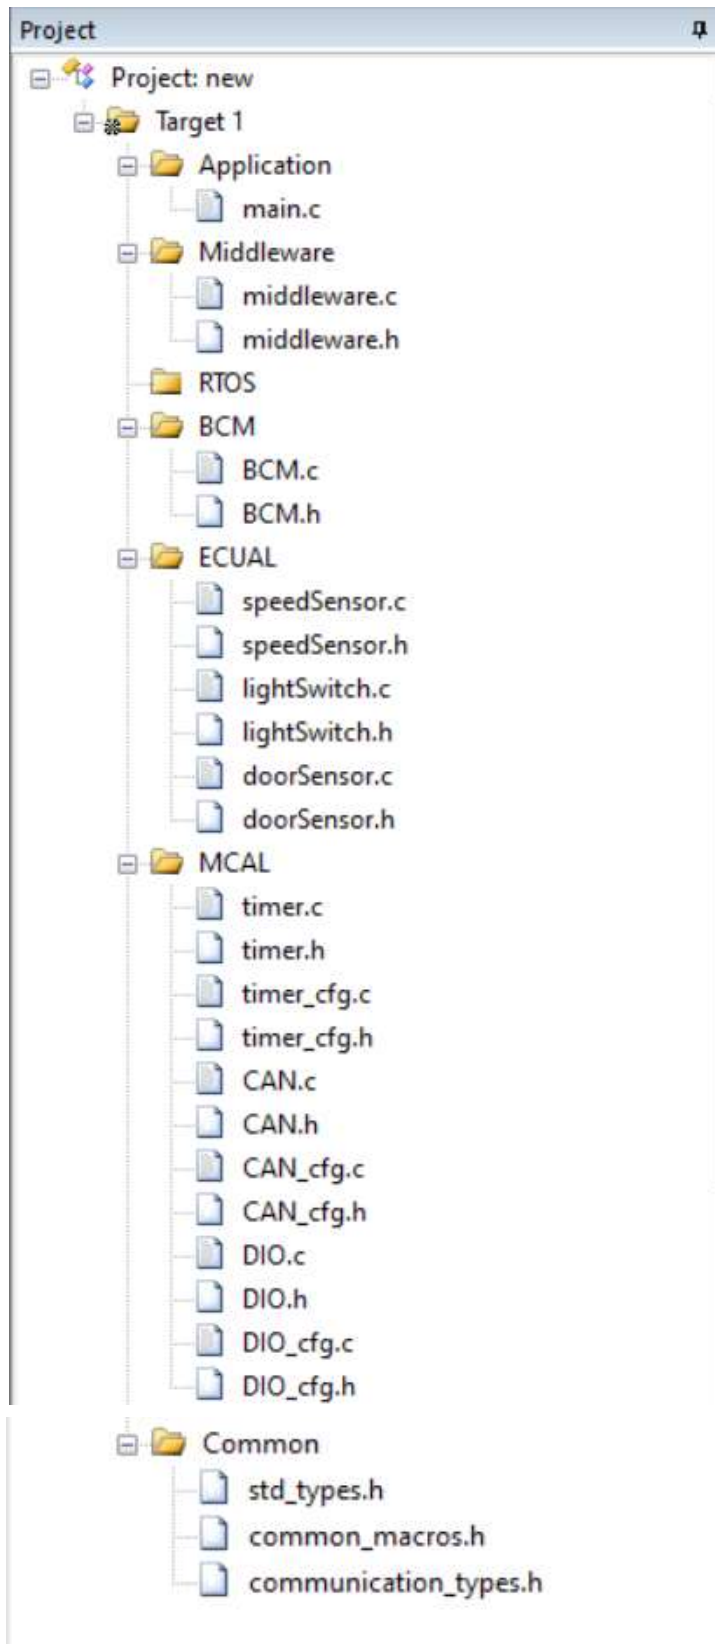 Project
Project: new
Target 1
Application
main.c
Middleware
middleware.c
middleware.h
RTOS
BCM
BCM.c
BCM.h
ECUAL
speedSensor.c
speedSensor.h
lightSwitch.c
lightSwitch.h
doorSensor.c
doorSensor.h
MCAL
timer.c
timer.h
timer_cfg.c
timer_cfg.h
CAN.c
CAN.h
CAN_cfg.c
CAN_cfg.h
DIO.c
DIO.h
DIO_cfg.c
DIO_cfg.h
Common
std_types.h
common_macros.h
communication_types.h